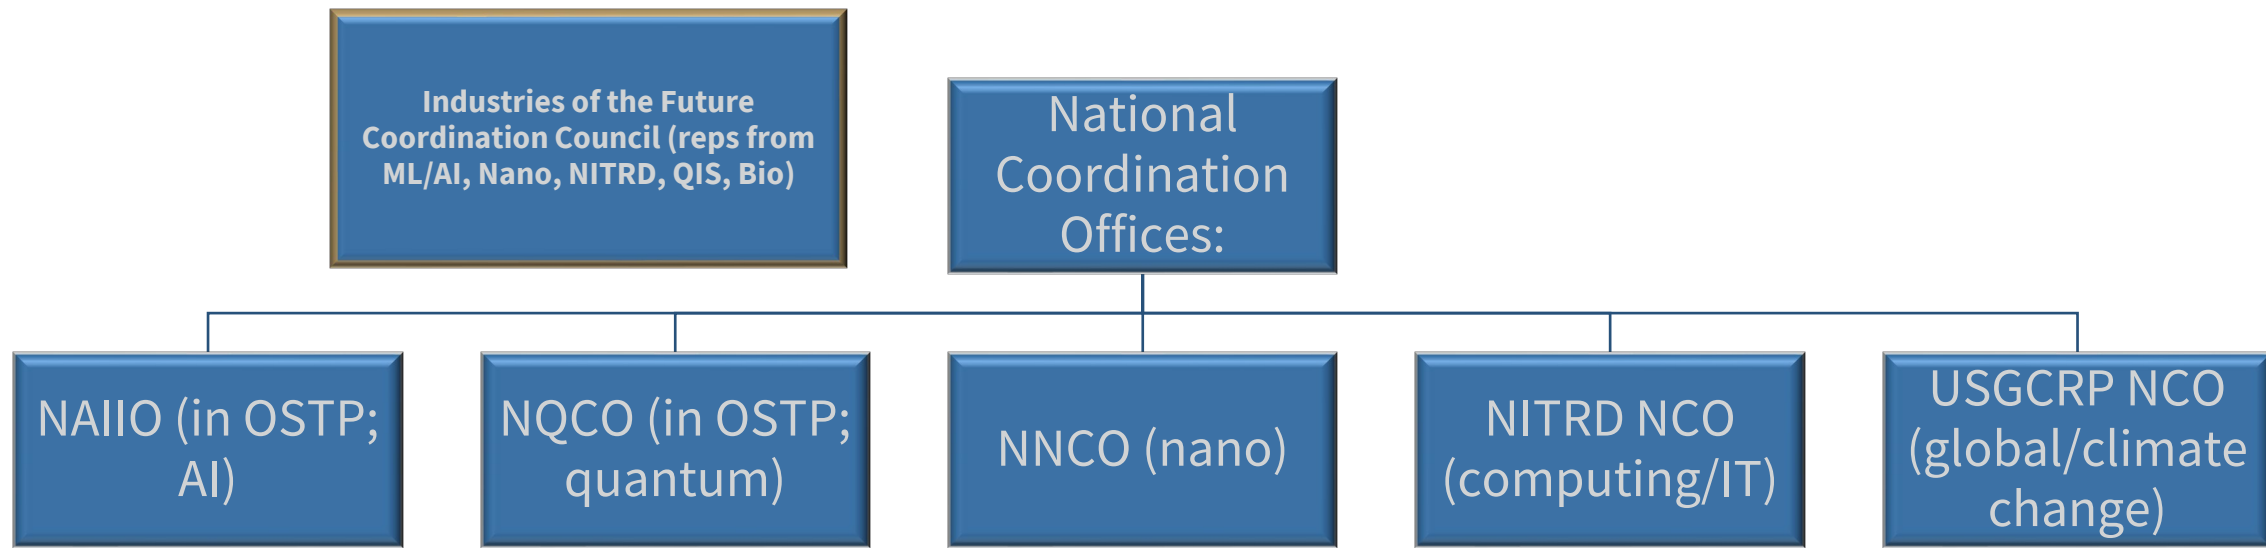 Industries of the Future
Coordination Council (reps from
ML/AI, Nano, NITRD, QIS, Bio)
National
Coordination
Offices:
NAIIO (in OSTP;
AI)
NQCO (in OSTP;
quantum)
NNCO (nano)
NITRD NCO
(computing/IT)
USGCRP NCO
(global/climate
change)